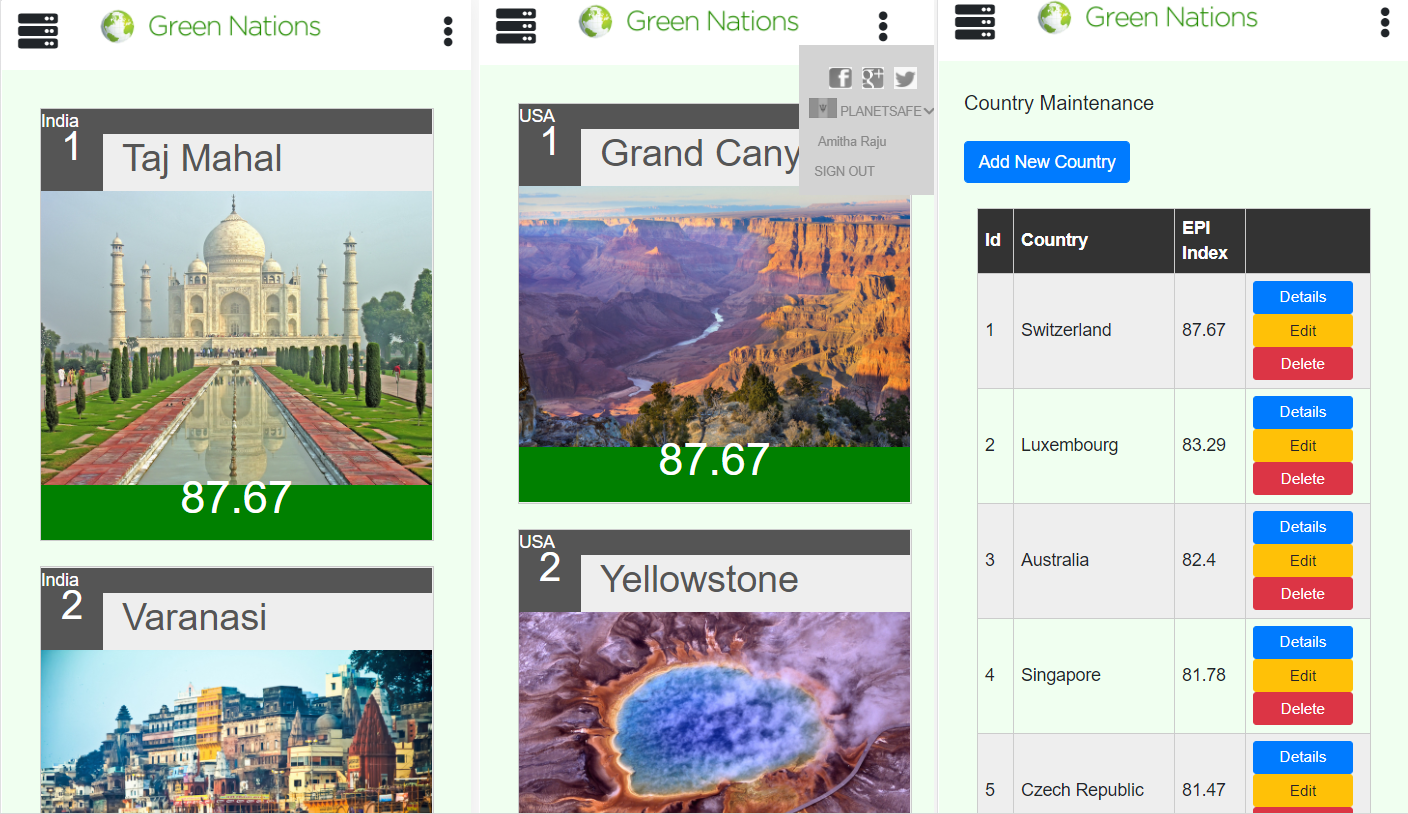 Green Nations
India
1
Taj Mahal
87.67
India
2
Varanasi
Green Nations
f g+
PLANETSAFE
Amitha Raju
SIGN OUT
USA
1
Grand Cany
87.67
USA
2
Yellowstone
Green Nations
Country Maintenance
Add New Country
Id Country EPI Index
1 Switzerland 87.67 Details
Edit
Delete
2 Luxembourg 83.29 Details
Edit
Delete
3 Australia 82.4 Details
Edit
Delete
4 Singapore 81.78 Details
Edit
Delete
5 Czech Republic 81.47 Details
Edit